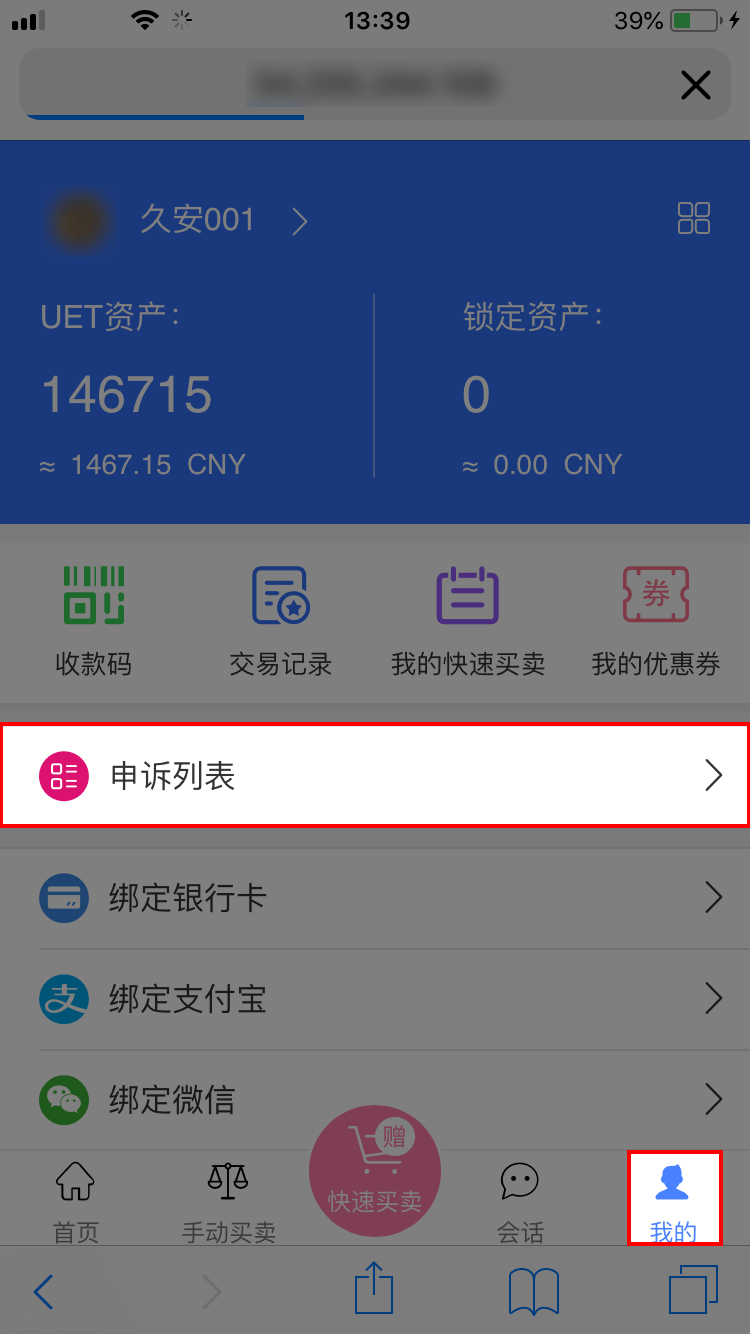 13:39
39%
久安001
UET资产:
锁定资产:
146715
0
≈ 1467.15 CNY
≈ 0.00 CNY
券
收款码
交易记录
我的快速买卖
我的优惠券
申诉列表
绑定银行卡
支
绑定支付宝
绑定微信
赠
快速买卖
首页
手动买卖
会话
我的